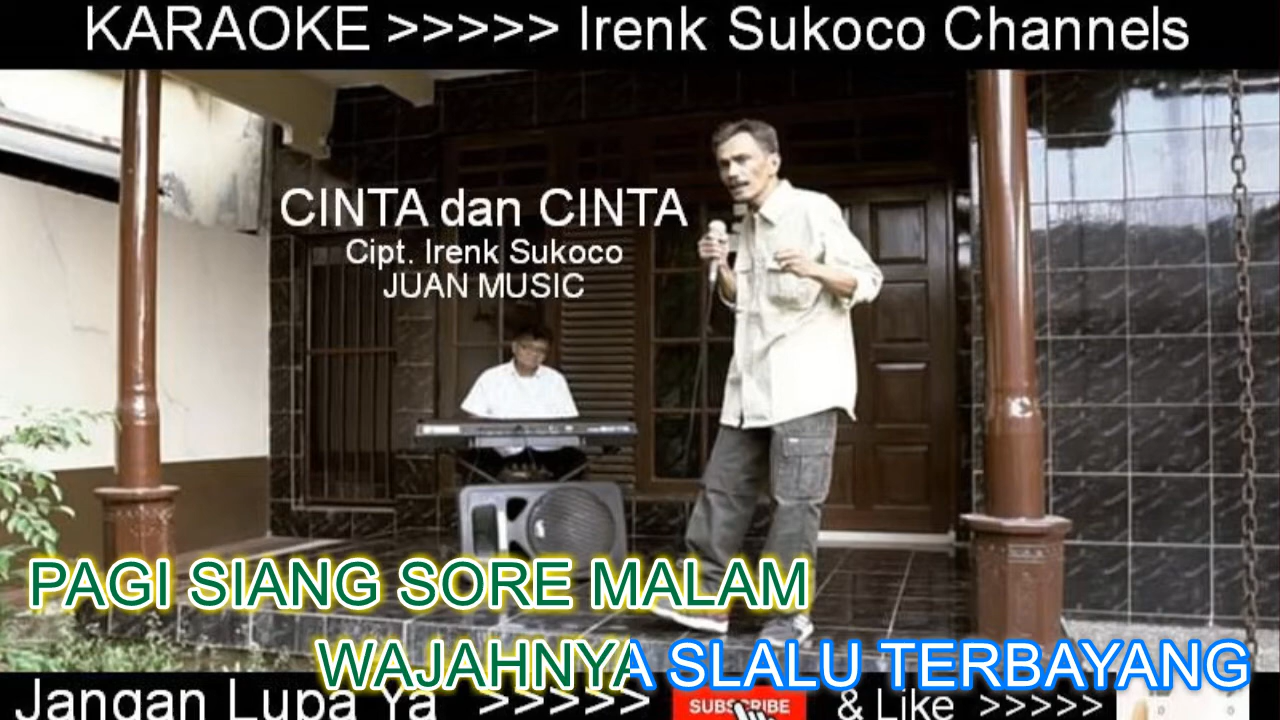 KARAOKE >>>>> Irenk Sukoco Channels
CINTA dan CINTA
Cipt. Irenk Sukoco
JUAN MUSIC
PAGI SIANG SORE MALAM
WAJAHNYA SLALU TERBAYANG
Jangan Lupa Ya >>>>> SUBSCRIBE & Like >>>>>